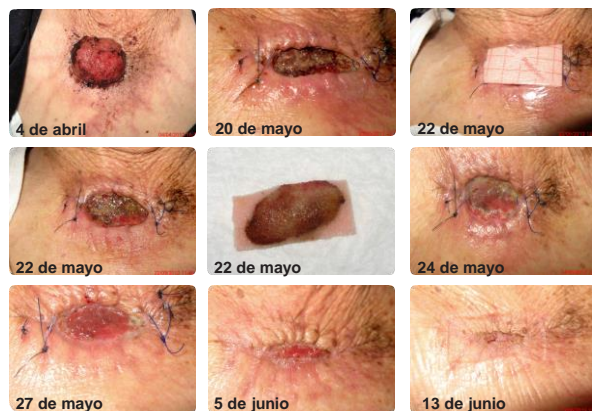 4 de abril
20 de mayo
22 de mayo
22 de mayo
22 de mayo
24 de mayo
27 de mayo
5 de junio
13 de junio